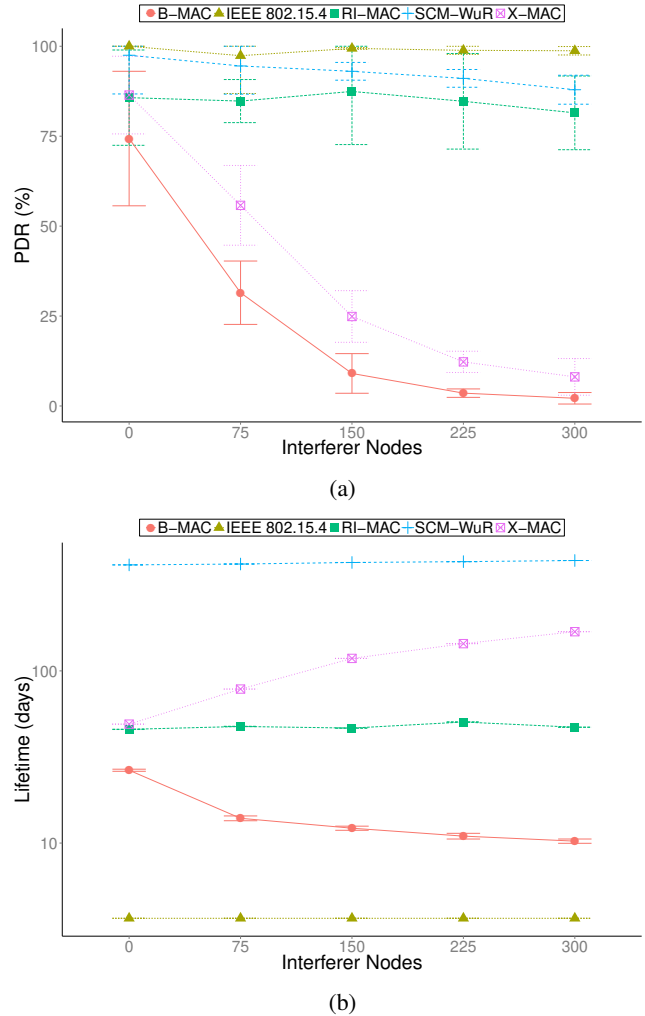 B−MAC IEEE 802.15.4 RI−MAC SCM−WuR X−MAC
100
75
50
25
0
PDR (%)
0 75 150 225 300
Interferer Nodes
(a)
B−MAC IEEE 802.15.4 RI−MAC SCM−WuR X−MAC
100
10
Lifetime (days)
0 75 150 225 300
Interferer Nodes
(b)